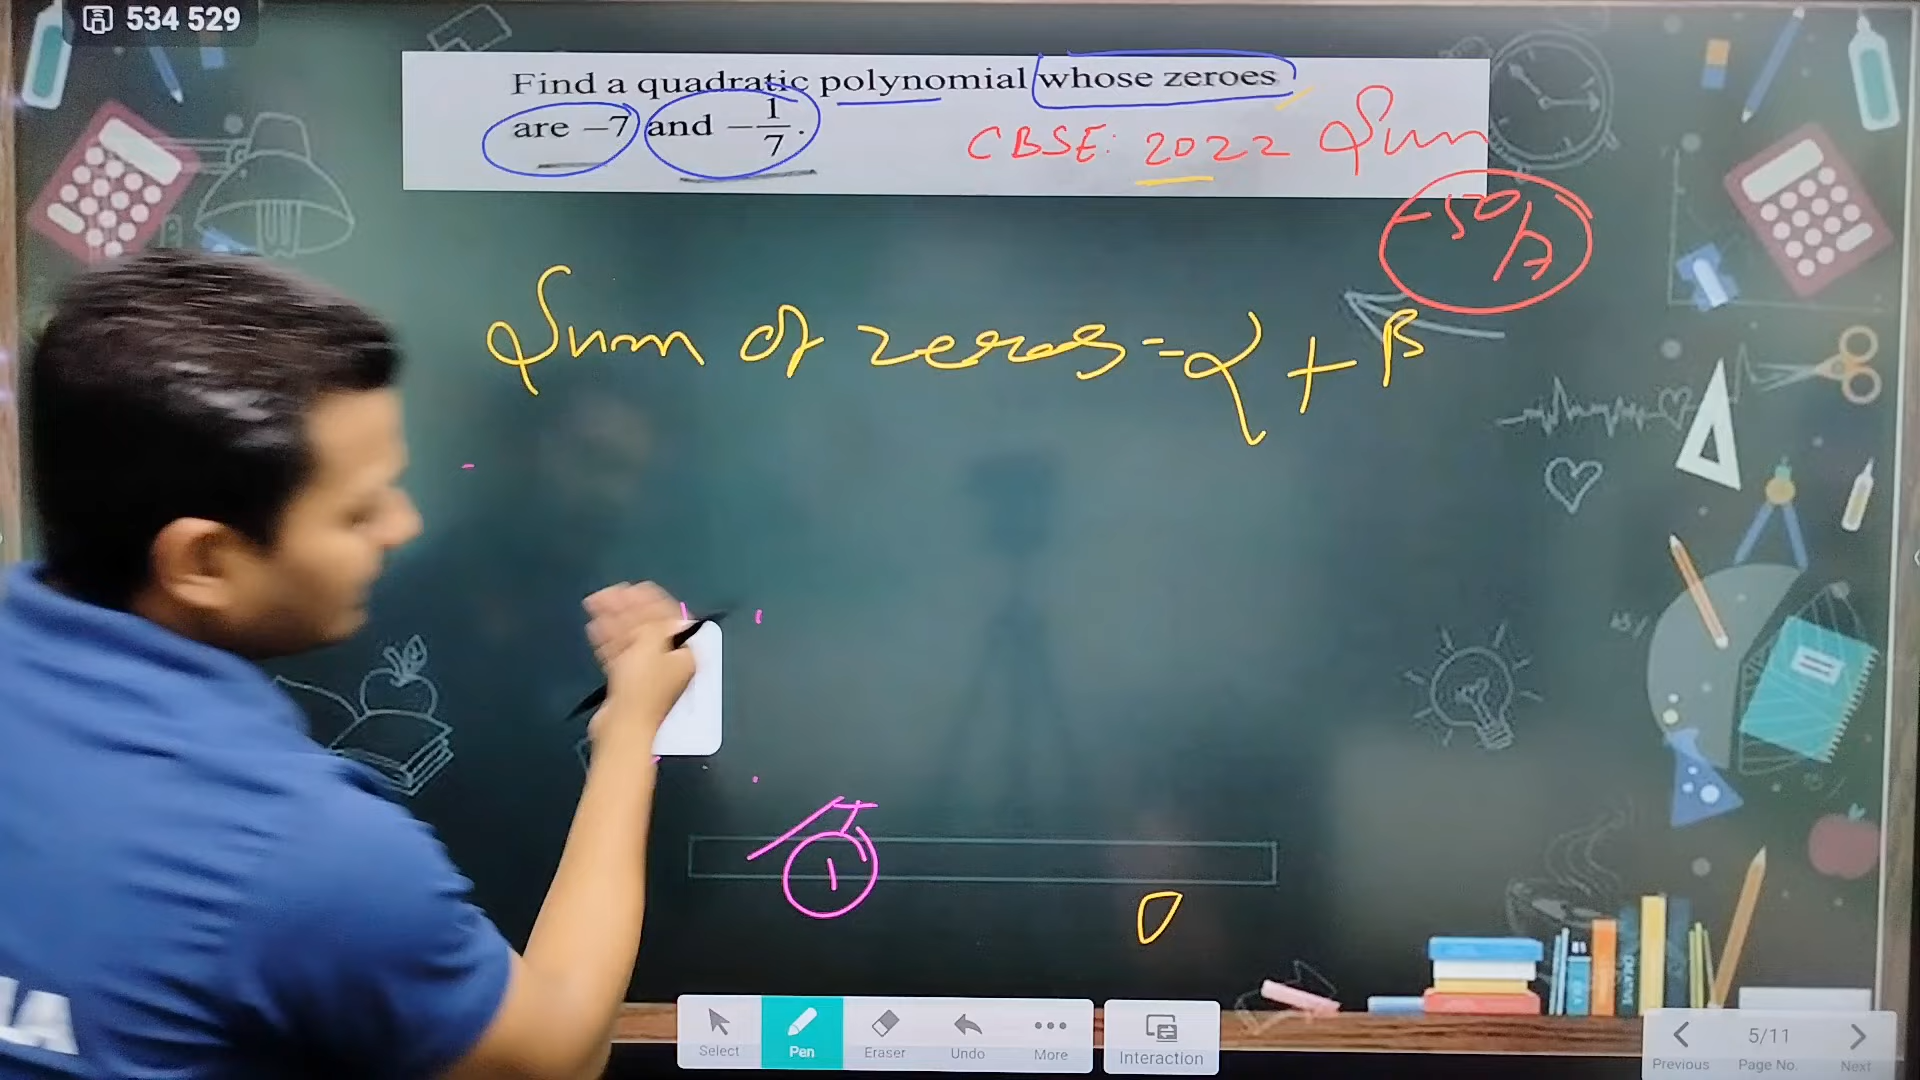 534 529
Find a quadratic polynomial whose zeroes
are −7 and −1/7.
CBSE: 2022 Sum
-50/7
Sum of zeroes = α + β
1
0
Select
Pen
Eraser
Undo
More
Interaction
Previous
5/11
Page No.
Next